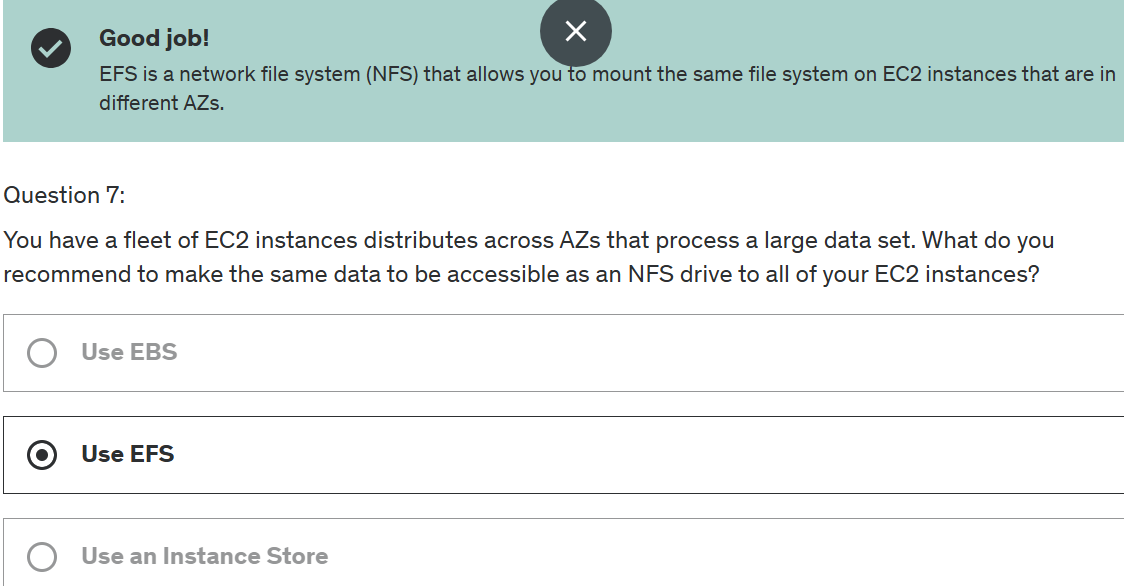 Good job!
EFS is a network file system (NFS) that allows you to mount the same file system on EC2 instances that are in
different AZs.
Question 7:
You have a fleet of EC2 instances distributes across AZs that process a large data set. What do you
recommend to make the same data to be accessible as an NFS drive to all of your EC2 instances?
Use EBS
Use EFS
Use an Instance Store